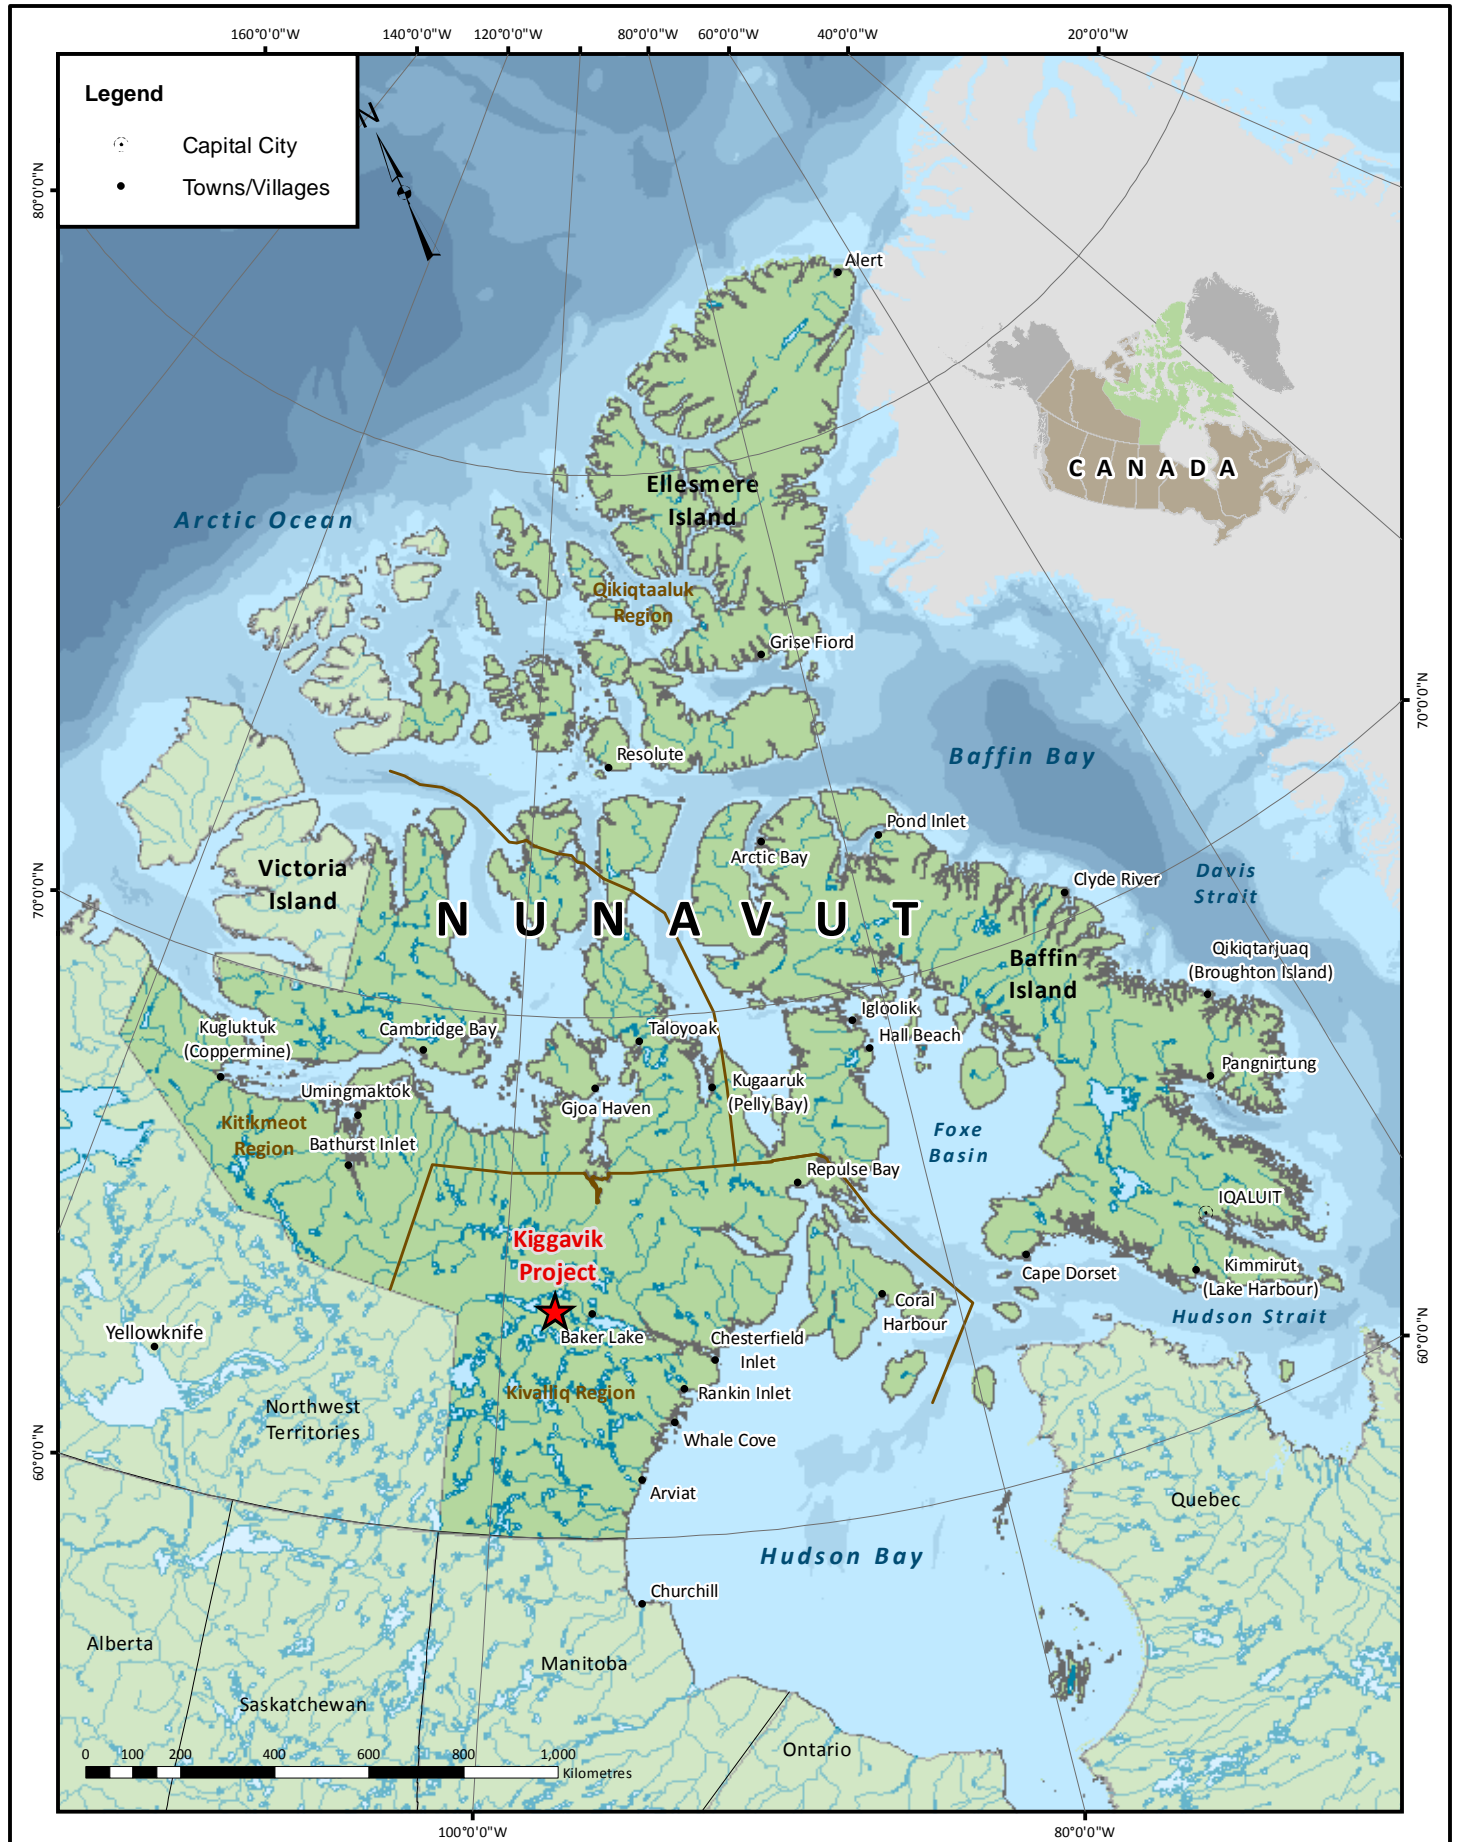 160°0'0"W
140°0'0"W
120°0'0"W
80°0'0"W
60°0'0"W
40°0'0"W
20°0'0"W
Legend
Capital City
Towns/Villages
N
80°0'0"N
Alert
CANADA
Ellesmere
Island
Arctic Ocean
Qikiqtaaluk
Region
Grise Fiord
70°0'0"N
Resolute
Baffin Bay
Pond Inlet
Arctic Bay
Victoria
Island
Clyde River
Davis
Strait
70°0'0"N
NUNAVUT
Baffin
Island
Qikiqtarjuaq
(Broughton Island)
Igloolik
Hall Beach
Kugluktuk
(Coppermine)
Cambridge Bay
Taloyoak
Pangnirtung
Umingmaktok
Gjoa Haven
Kugaaruk
(Pelly Bay)
Kitikmeot
Region
Bathurst Inlet
Foxe
Basin
Repulse Bay
IQALUIT
Kiggavik
Project
Cape Dorset
Kimmirut
(Lake Harbour)
Coral
Harbour
Hudson Strait
60°0'0"N
Yellowknife
Baker Lake
Chesterfield
Inlet
Kivalliq Region
Rankin Inlet
Northwest
Territories
Whale Cove
60°0'0"N
Arviat
Quebec
Hudson Bay
Churchill
Alberta
Manitoba
Saskatchewan
Ontario
0 100 200 400 600 800 1,000
Kilometres
100°0'0"W
80°0'0"W